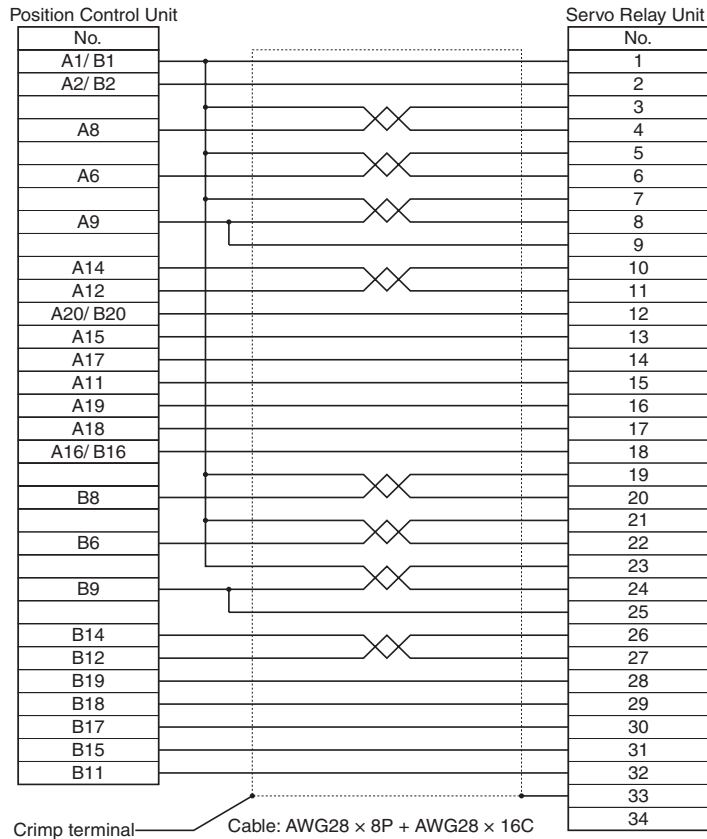 Position Control Unit Servo Relay Unit
No. No.
A1/ B1 1
A2/ B2 2
3
A8 4
5
A6 6
7
A9 8
9
A14 10
A12 11
A20/ B20 12
A15 13
A17 14
A11 15
A19 16
A18 17
A16/ B16 18
19
B8 20
21
B6 22
23
B9 24
25
B14 26
B12 27
B19 28
B18 29
B17 30
B15 31
B11 32
33
34
Crimp terminal Cable: AWG28 × 8P + AWG28 × 16C